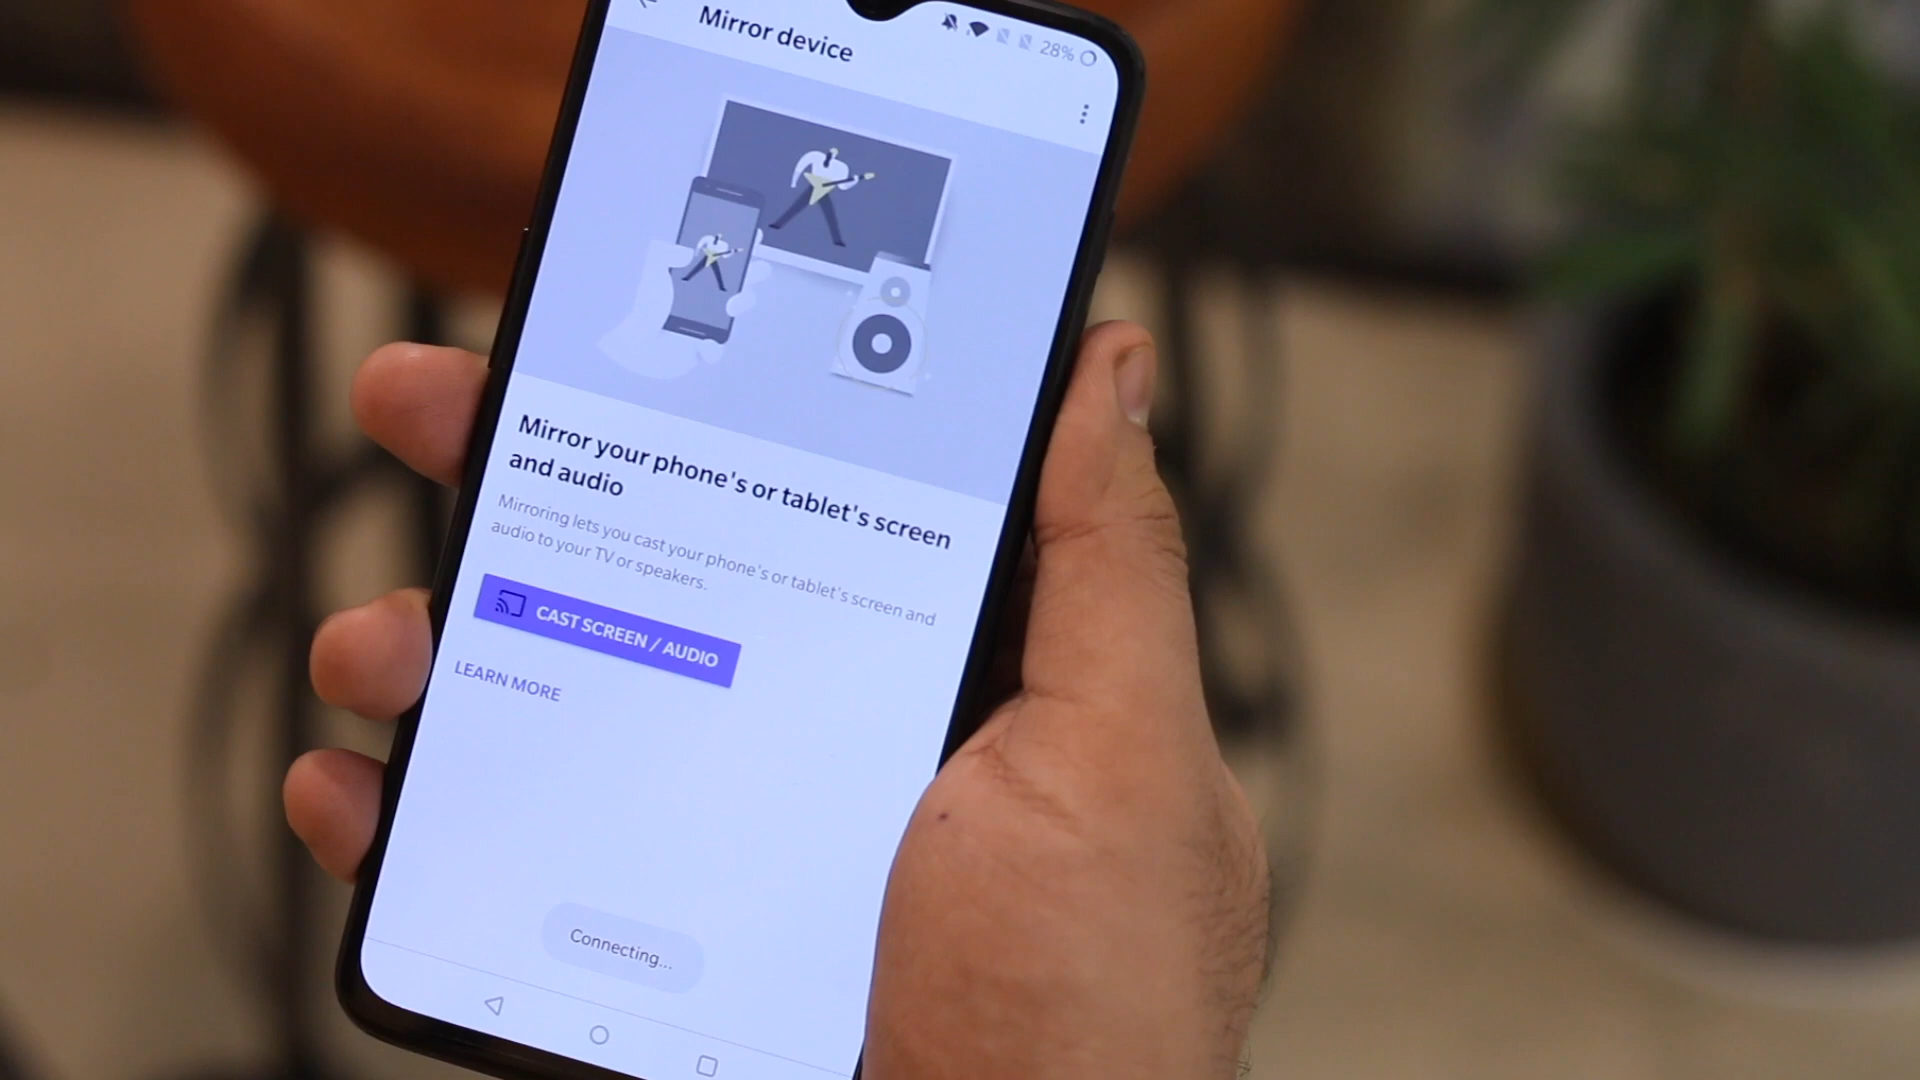 Mirror device
28%
Mirror your phone's or tablet's screen
and audio
Mirroring lets you cast your phone's or tablet's screen and
audio to your TV or speakers.
CAST SCREEN / AUDIO
LEARN MORE
Connecting...